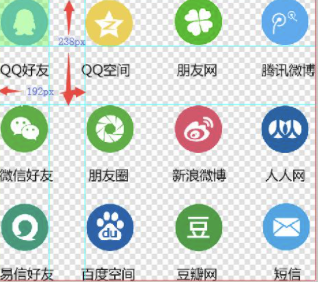 238px
QQ好友 QQ空间 朋友网 腾讯微博
192px
微信好友 朋友圈 新浪微博 人人网
du 豆
易信好友 百度空间 豆瓣网 短信